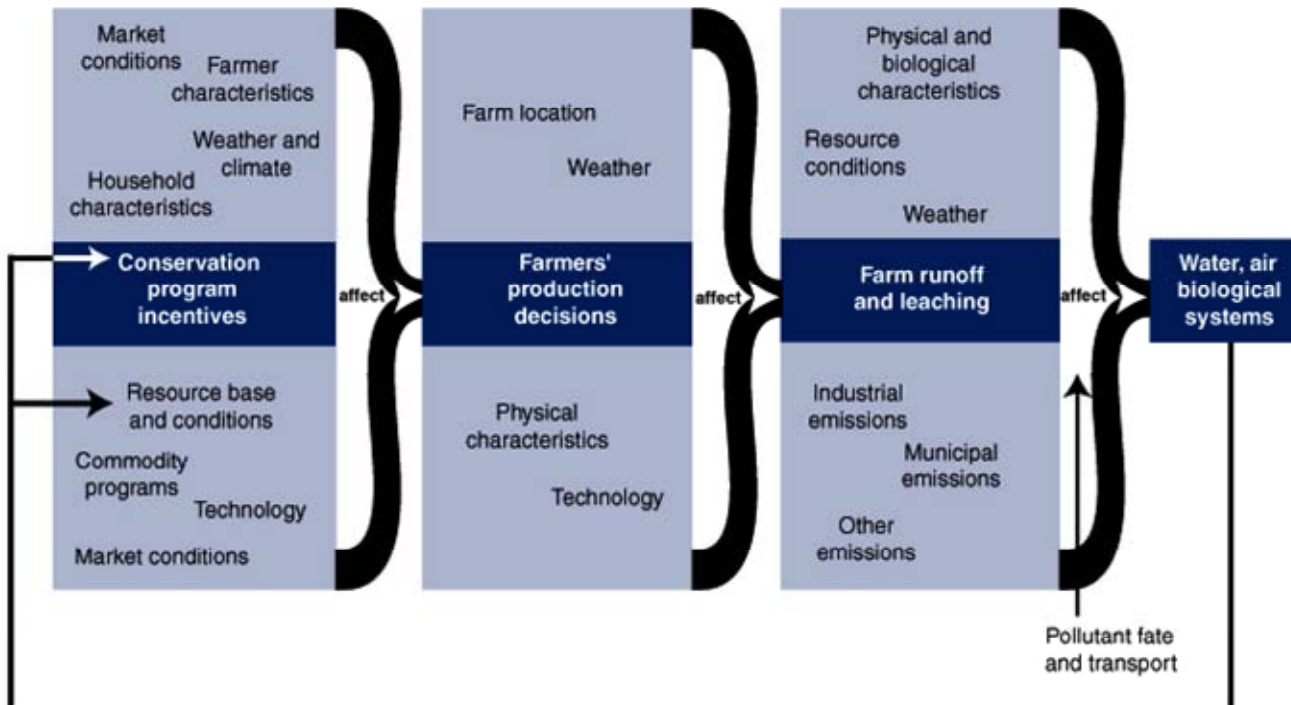 Market
conditions
Farmer
characteristics
Weather and
climate
Household
characteristics
Conservation
program
incentives
Resource base
and conditions
Commodity
programs
Technology
Market conditions
affect
Farm location
Weather
Farmers'
production
decisions
Physical
characteristics
Technology
affect
Physical and
biological
characteristics
Resource
conditions
Weather
Farm runoff
and leaching
Industrial
emissions
Municipal
emissions
Other
emissions
affect
Pollutant fate
and transport
Water, air
biological
systems